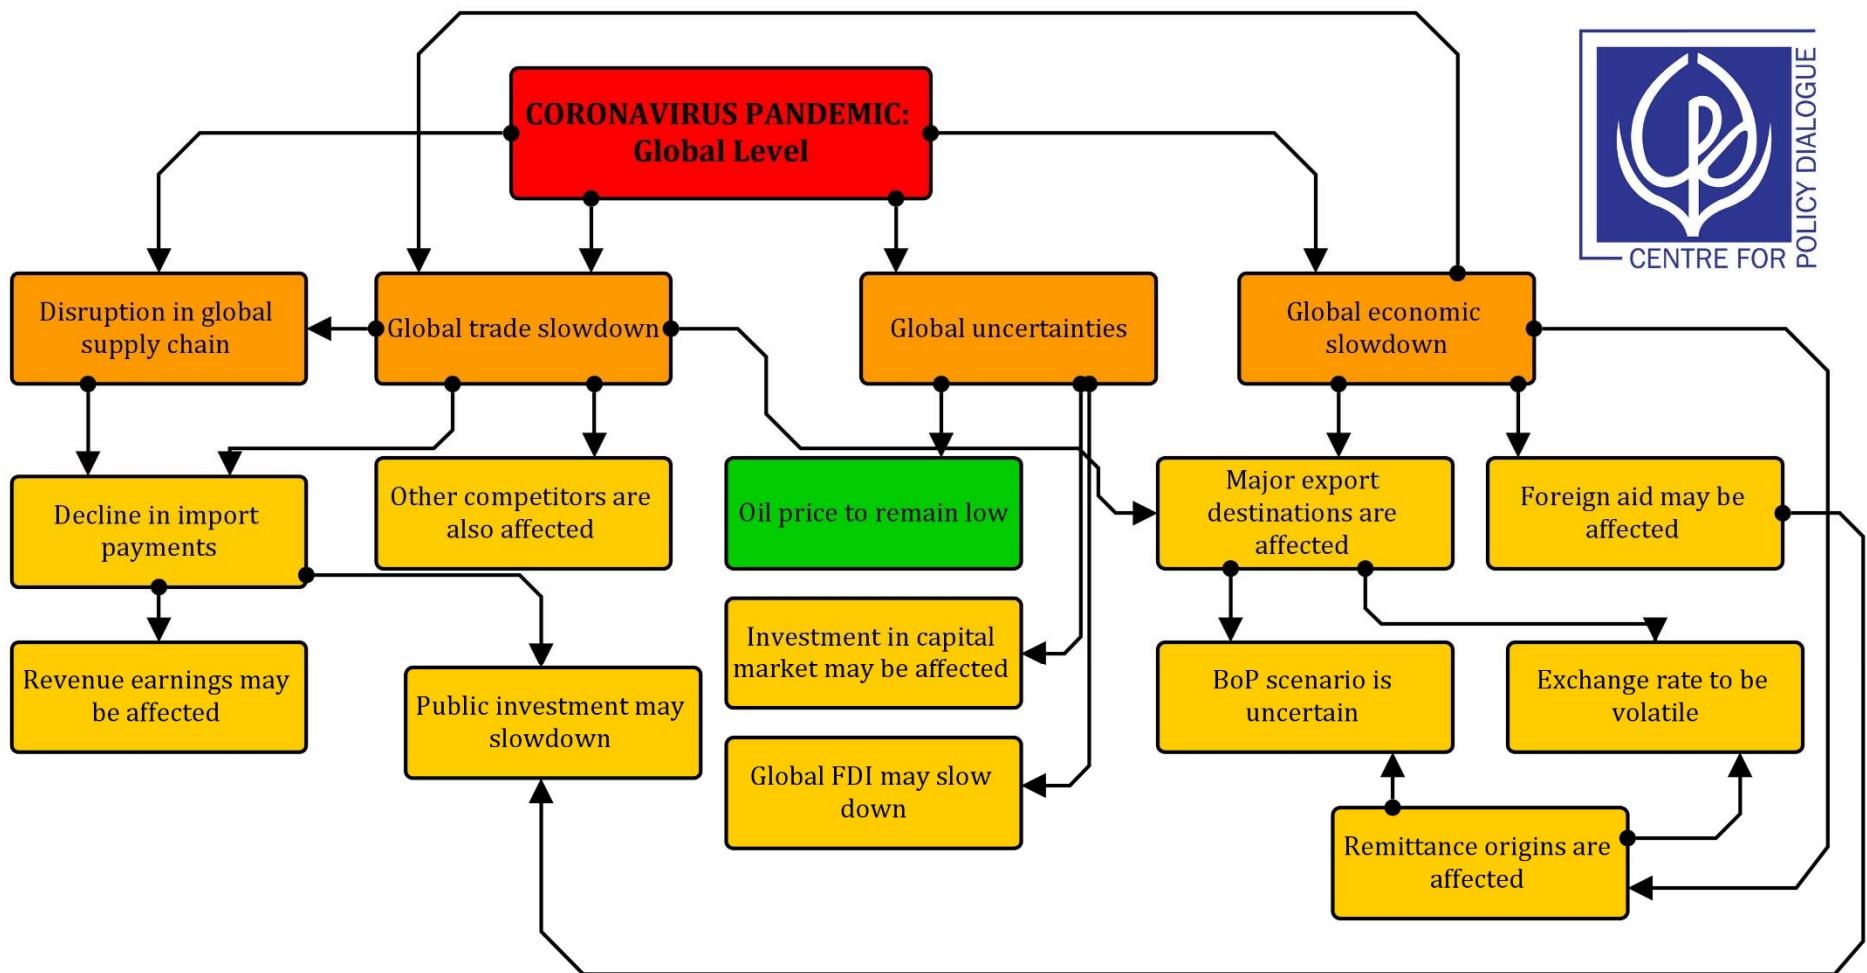 CORONAVIRUS PANDEMIC:
Global Level
CENTRE FOR
POLICY DIALOGUE
Disruption in global
supply chain
Global trade slowdown
Global uncertainties
Global economic
slowdown
Decline in import
payments
Other competitors are
also affected
Oil price to remain low
Major export
destinations are
affected
Foreign aid may be
affected
Revenue earnings may
be affected
Public investment may
slowdown
Investment in capital
market may be affected
BoP scenario is
uncertain
Exchange rate to be
volatile
Global FDI may slow
down
Remittance origins are
affected